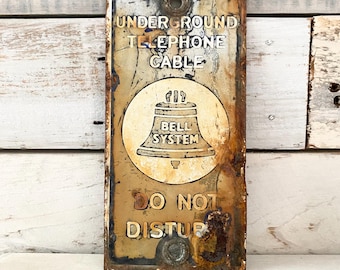 UNDERGROUND
TELEPHONE
CABLE
BELL
SYSTEM
DO NOT
DISTURB